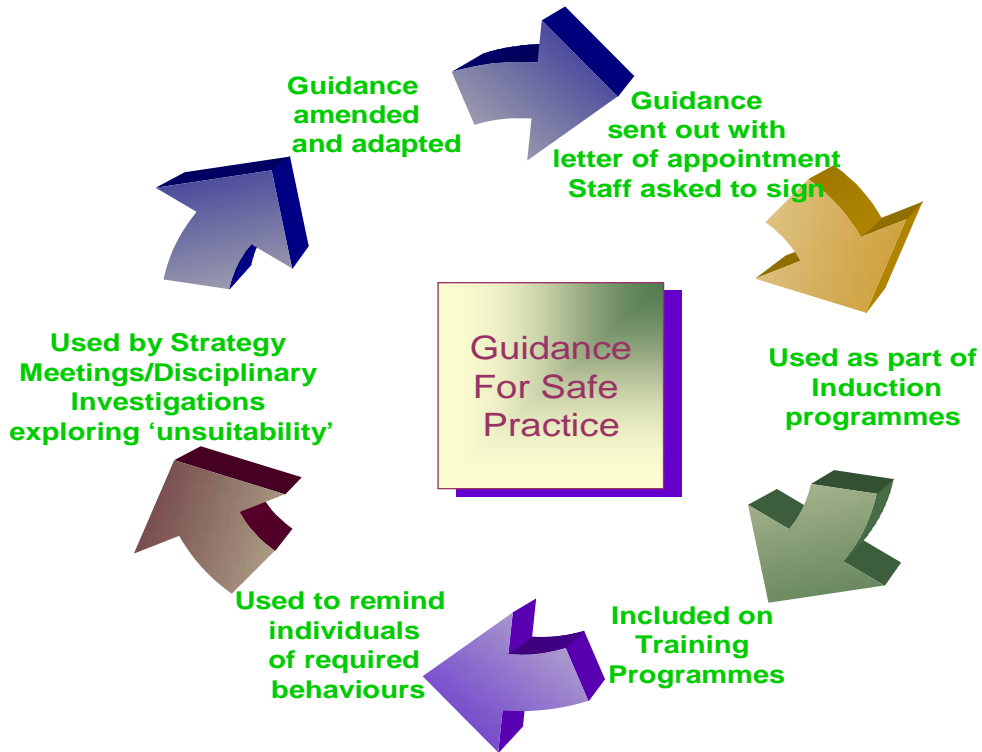 Guidance
amended
and adapted
Guidance
sent out with
letter of appointment
Staff asked to sign
Used as part of
Induction
programmes
Included on
Training
Programmes
Used to remind
individuals
of required
behaviours
Used by Strategy
Meetings/Disciplinary
Investigations
exploring ‘unsuitability’
Guidance
For Safe
Practice